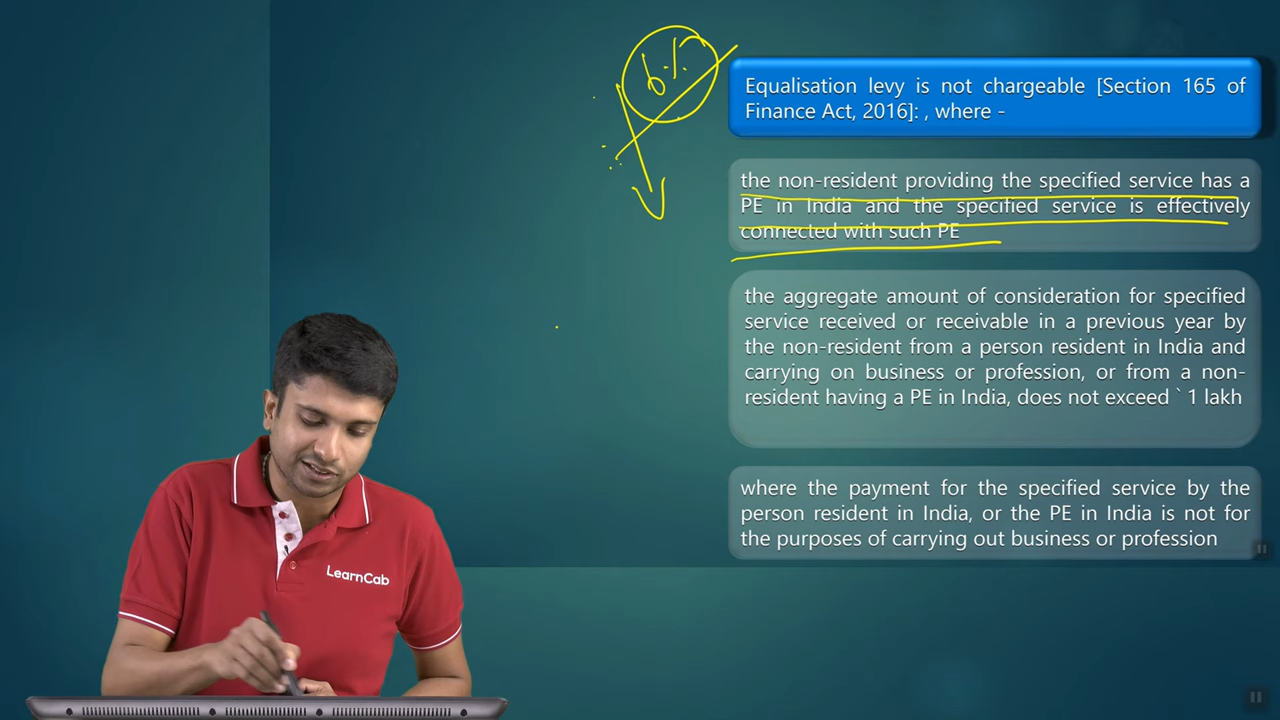 6%
Equalisation levy is not chargeable [Section 165 of
Finance Act, 2016]: , where -
the non-resident providing the specified service has a
PE in India and the specified service is effectively
connected with such PE
the aggregate amount of consideration for specified
service received or receivable in a previous year by
the non-resident from a person resident in India and
carrying on business or profession, or from a non-
resident having a PE in India, does not exceed ` 1 lakh
where the payment for the specified service by the
person resident in India, or the PE in India is not for
the purposes of carrying out business or profession
LearnCab